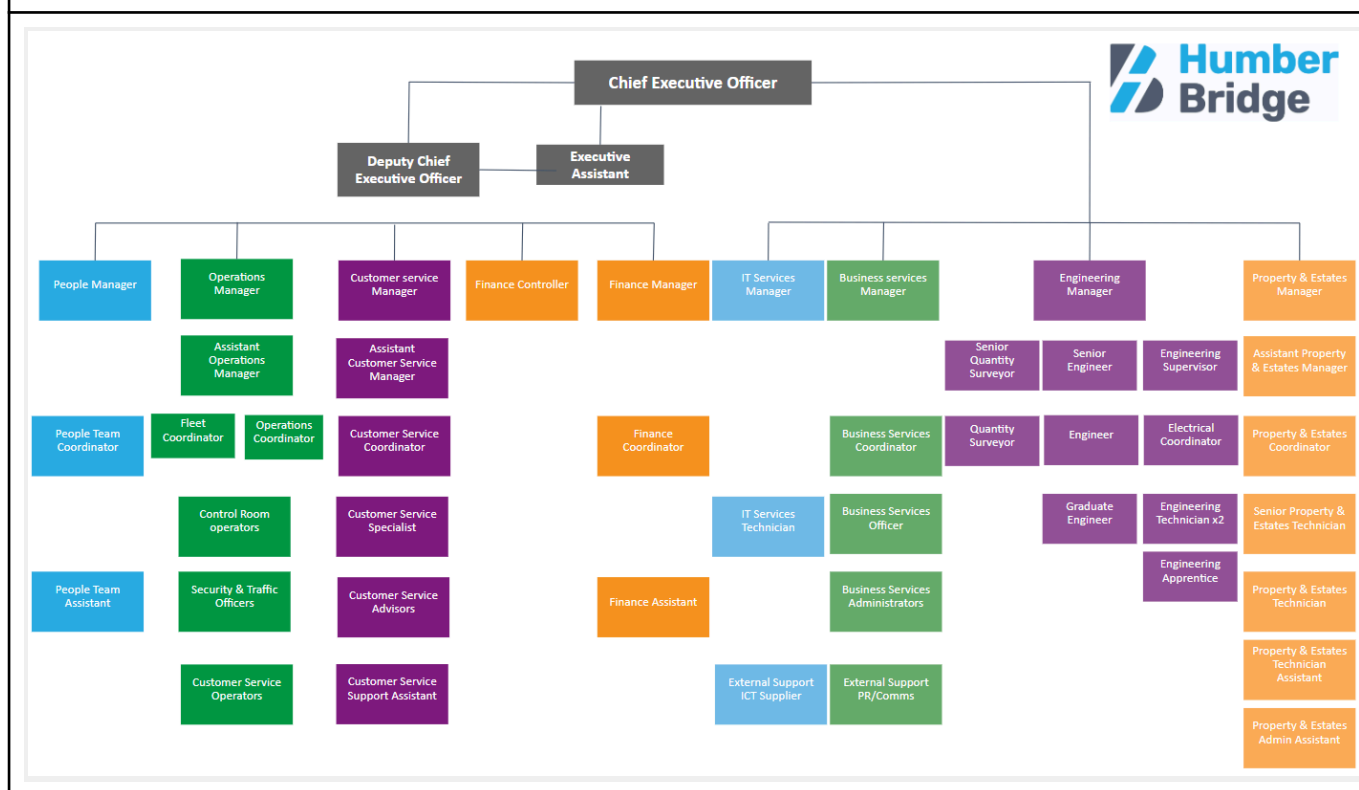 Humber
Bridge
Chief Executive Officer
Deputy Chief
Executive Officer
Executive
Assistant
People Manager
Operations
Manager
Customer service
Manager
Finance Controller
Finance Manager
IT Services
Manager
Business services
Manager
Engineering
Manager
Property & Estates
Manager
Assistant
Operations
Manager
Assistant
Customer Service
Manager
Senior
Quantity
Surveyor
Senior
Engineer
Engineering
Supervisor
Assistant Property
& Estates Manager
People Team
Coordinator
Fleet
Coordinator
Operations
Coordinator
Customer Service
Coordinator
Finance
Coordinator
Business Services
Coordinator
Quantity
Surveyor
Engineer
Electrical
Coordinator
Property & Estates
Coordinator
Control Room
operators
Customer Service
Specialist
IT Services
Technician
Business Services
Officer
Graduate
Engineer
Engineering
Technician x2
Senior Property &
Estates Technician
Engineering
Apprentice
People Team
Assistant
Security & Traffic
Officers
Customer Service
Advisors
Finance Assistant
Business Services
Administrators
Property & Estates
Technician
Customer Service
Operators
Customer Service
Support Assistant
External Support
ICT Supplier
External Support
PR/Comms
Property & Estates
Technician
Assistant
Property & Estates
Admin Assistant